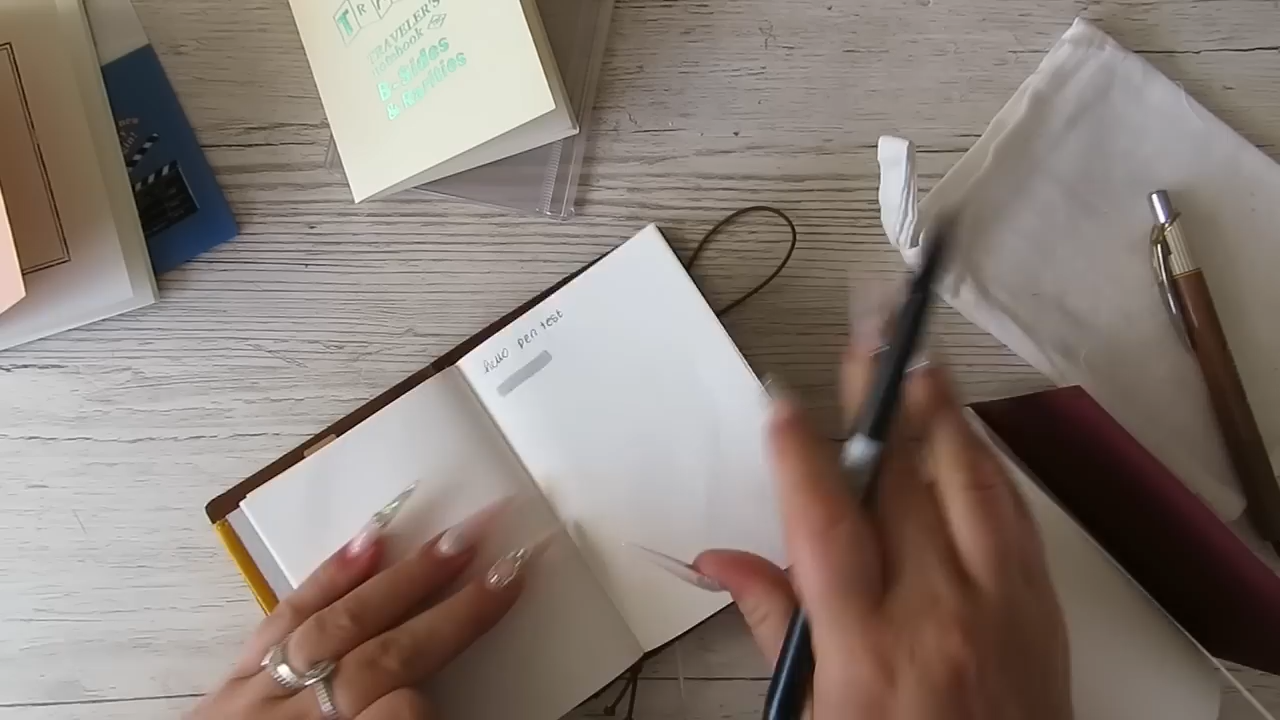 TRAVELER'S
notebook
B-Sides
& Rarities
hello pen test